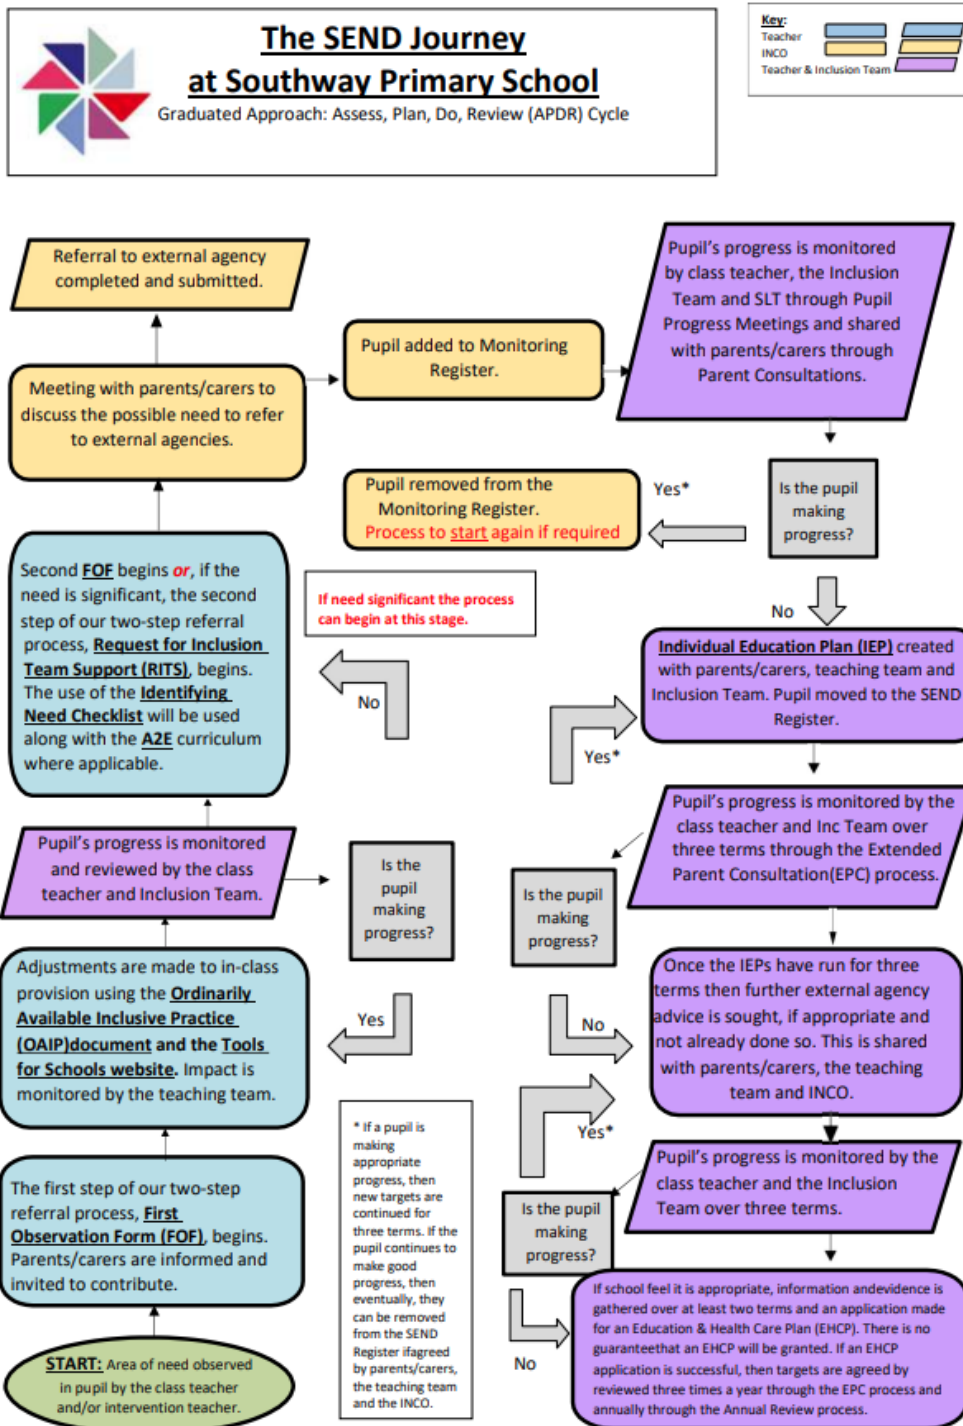 The SEND Journey
at Southway Primary School
Graduated Approach: Assess, Plan, Do, Review (APDR) Cycle
Key:
Teacher
INCO
Teacher & Inclusion Team
Referral to external agency
completed and submitted.
Meeting with parents/carers to
discuss the possible need to refer
to external agencies.
Pupil added to Monitoring
Register.
Pupil's progress is monitored
by class teacher, the Inclusion
Team and SLT through Pupil
Progress Meetings and shared
with parents/carers through
Parent Consultations.
Pupil removed from the
Monitoring Register.
Process to start again if required
Yes*
Is the pupil
making
progress?
No
Second FOF begins or, if the
need is significant, the second
step of our two-step referral
process, Request for Inclusion
Team Support (RITS), begins.
The use of the Identifying
Need Checklist will be used
along with the A2E curriculum
where applicable.
If need significant the process
can begin at this stage.
No
Individual Education Plan (IEP) created
with parents/carers, teaching team and
Inclusion Team. Pupil moved to the SEND
Register.
Yes*
Pupil's progress is monitored
and reviewed by the class
teacher and Inclusion Team.
Is the
pupil
making
progress?
Yes
Pupil's progress is monitored by the
class teacher and Inc Team over
three terms through the Extended
Parent Consultation(EPC) process.
Is the pupil
making
progress?
No
Adjustments are made to in-class
provision using the Ordinarily
Available Inclusive Practice
(OAIP)document and the Tools
for Schools website. Impact is
monitored by the teaching team.
Once the IEPs have run for three
terms then further external agency
advice is sought, if appropriate and
not already done so. This is shared
with parents/carers, the teaching
team and INCO.
Yes*
The first step of our two-step
referral process, First
Observation Form (FOF), begins.
Parents/carers are informed and
invited to contribute.
* If a pupil is
making
appropriate
progress, then
new targets are
continued for
three terms. If the
pupil continues to
make good
progress, then
eventually, they
can be removed
from the SEND
Register ifagreed
by parents/carers,
the teaching team
and the INCO.
Pupil's progress is monitored by the
class teacher and the Inclusion
Team over three terms.
Is the pupil
making
progress?
No
If school feel it is appropriate, information andevidence is
gathered over at least two terms and an application made
for an Education & Health Care Plan (EHCP). There is no
guaranteethat an EHCP will be granted. If an EHCP
application is successful, then targets are agreed by
reviewed three times a year through the EPC process and
annually through the Annual Review process.
START: Area of need observed
in pupil by the class teacher
and/or intervention teacher.